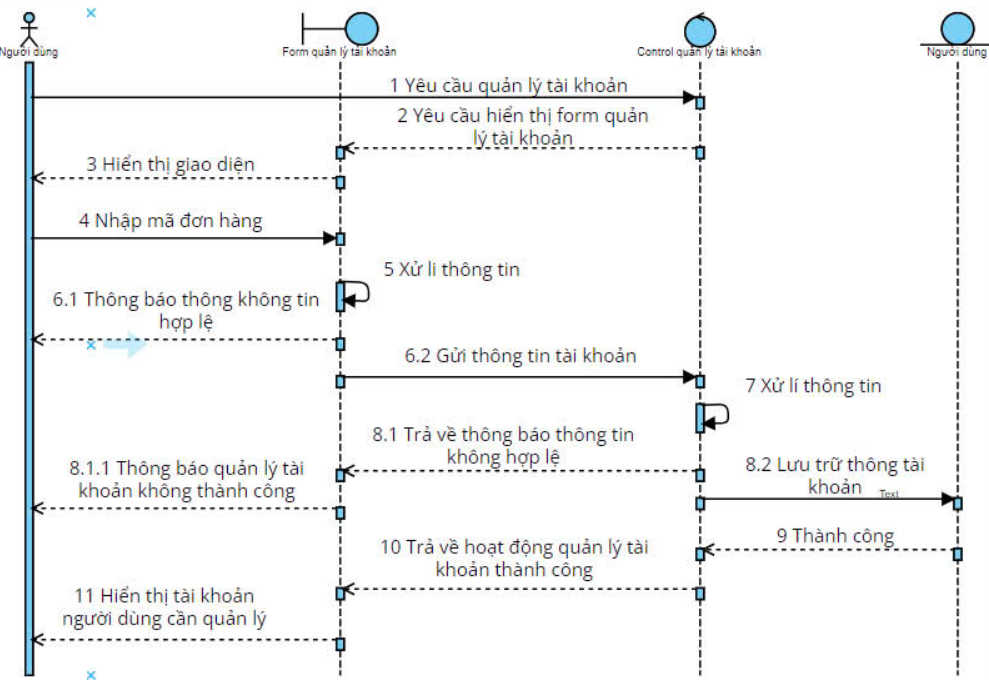 Người dùng
Form quản lý tài khoản
Control quản lý tài khoản
Người dùng
1 Yêu cầu quản lý tài khoản
2 Yêu cầu hiển thị form quản
lý tài khoản
3 Hiển thị giao diện
4 Nhập mã đơn hàng
5 Xử li thông tin
6.1 Thông báo thông không tin
hợp lệ
6.2 Gửi thông tin tài khoản
7 Xử lí thông tin
8.1 Trả về thông báo thông tin
không hợp lệ
8.1.1 Thông báo quản lý tài
khoản không thành công
8.2 Lưu trữ thông tài
khoản
Text
9 Thành công
10 Trả về hoạt động quản lý tài
khoản thành công
11 Hiển thị tài khoản
người dùng cần quản lý